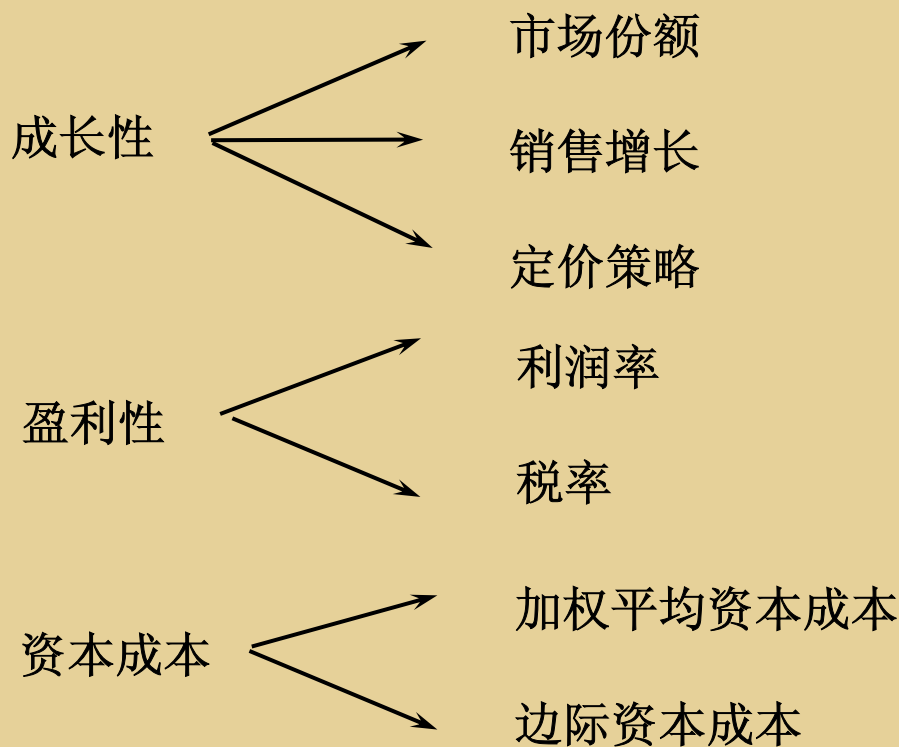 成长性
市场份额
销售增长
定价策略
盈利性
利润率
税率
资本成本
加权平均资本成本
边际资本成本